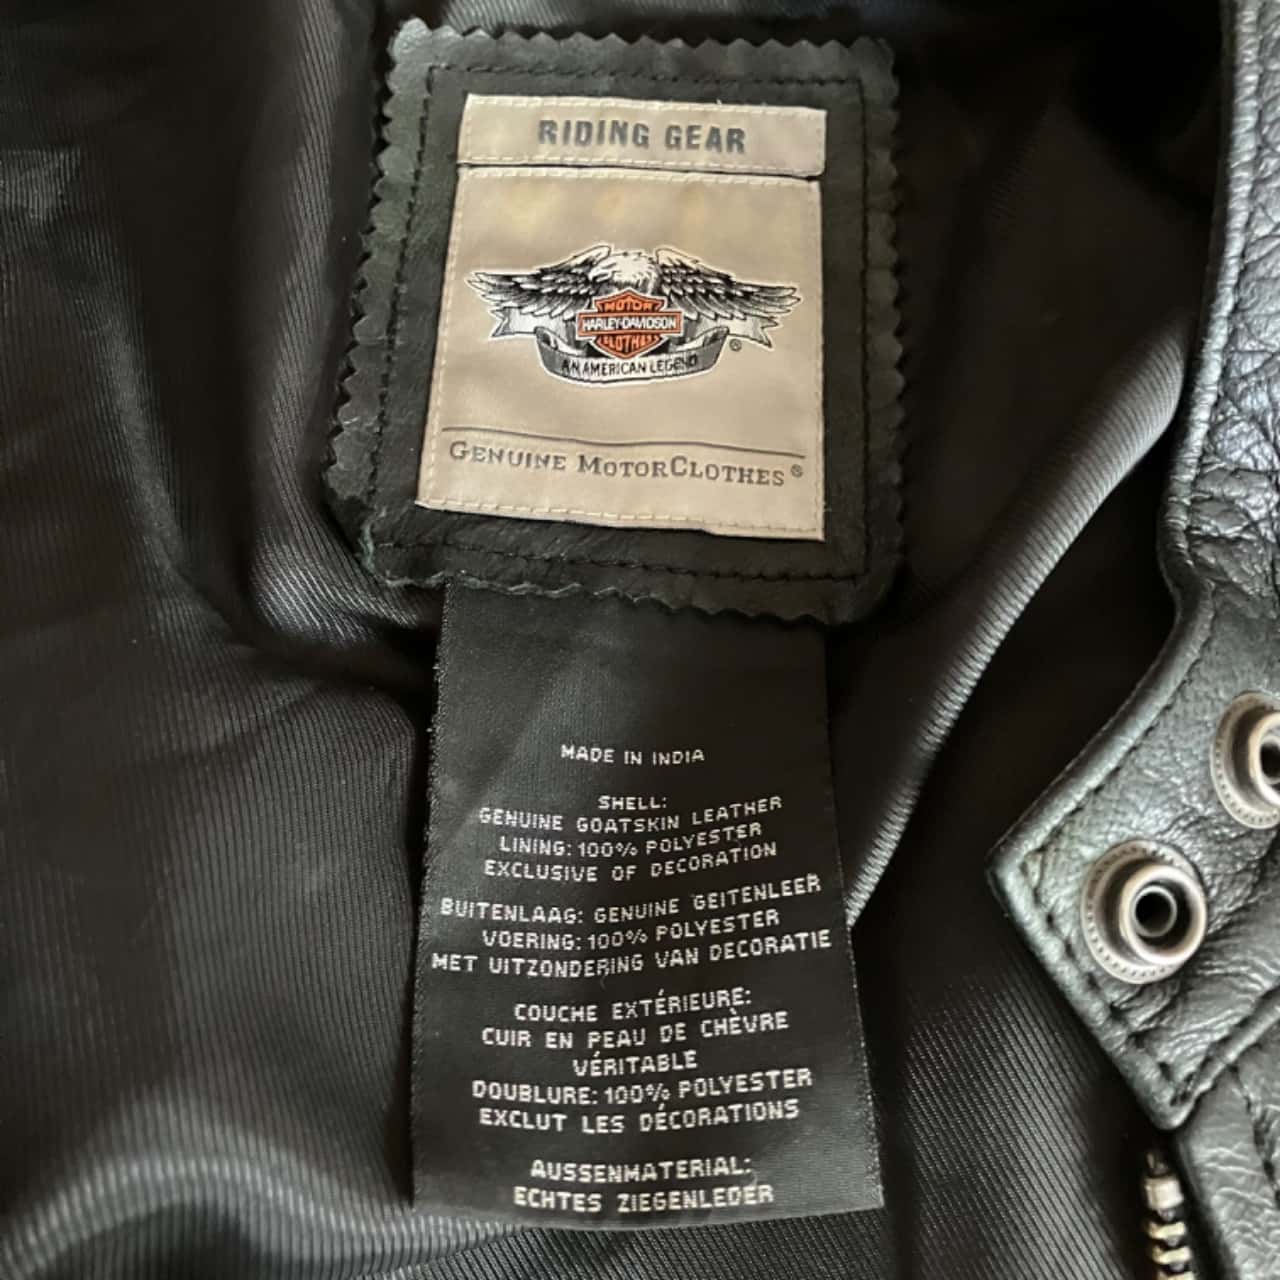 RIDING GEAR
MOTOR
HARLEY-DAVIDSON
CLOTHES
®
AN AMERICAN LEGEND
GENUINE MOTORCLOTHES®
MADE IN INDIA
SHELL:
GENUINE GOATSKIN LEATHER
LINING: 100% POLYESTER
EXCLUSIVE OF DECORATION
BUITENLAAG: GENUINE GEITENLEER
VOERING: 100% POLYESTER
MET UITZONDERING VAN DECORATIE
COUCHE EXTÉRIEURE:
CUIR EN PEAU DE CHÈVRE
VÉRITABLE
DOUBLURE: 100% POLYESTER
EXCLUT LES DÉCORATIONS
AUSSENMATERIAL:
ECHTES ZIEGENLEDER